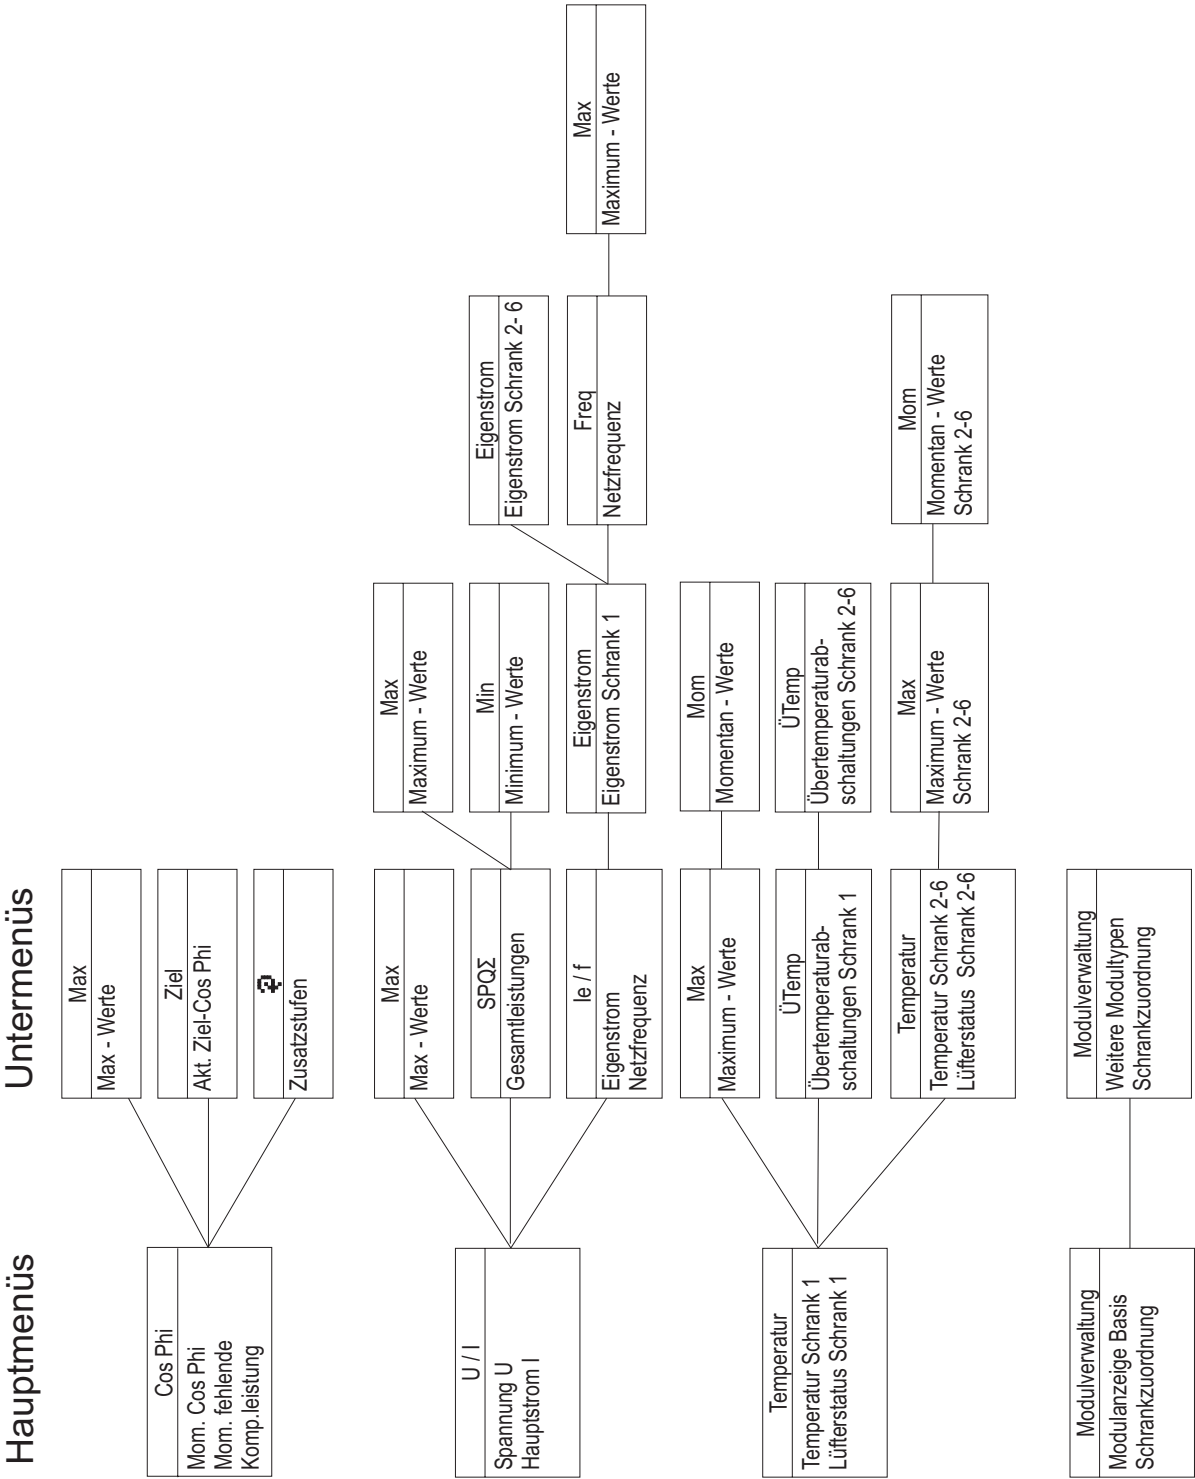 Hauptmenüs
Untermenüs
Cos Phi
Mom. Cos Phi
Mom. fehlende
Komp.leistung
Max
Max - Werte
Ziel
Akt. Ziel-Cos Phi
Zusatzstufen
U / I
Spannung U
Hauptstrom I
Max
Max - Werte
SPQΣ
Gesamtleistungen
Max
Maximum - Werte
Min
Minimum - Werte
Ie / f
Eigenstrom
Netzfrequenz
Eigenstrom
Eigenstrom Schrank 1
Eigenstrom
Eigenstrom Schrank 2- 6
Freq
Netzfrequenz
Max
Maximum - Werte
Temperatur
Temperatur Schrank 1
Lüfterstatus Schrank 1
Max
Maximum - Werte
Mom
Momentan - Werte
ÜTemp
Übertemperaturab-
schaltungen Schrank 1
ÜTemp
Übertemperaturab-
schaltungen Schrank 2-6
Temperatur
Temperatur Schrank 2-6
Lüfterstatus Schrank 2-6
Max
Maximum - Werte
Schrank 2-6
Mom
Momentan - Werte
Schrank 2-6
Modulverwaltung
Modulanzeige Basis
Schrankzuordnung
Modulverwaltung
Weitere Modultypen
Schrankzuordnung